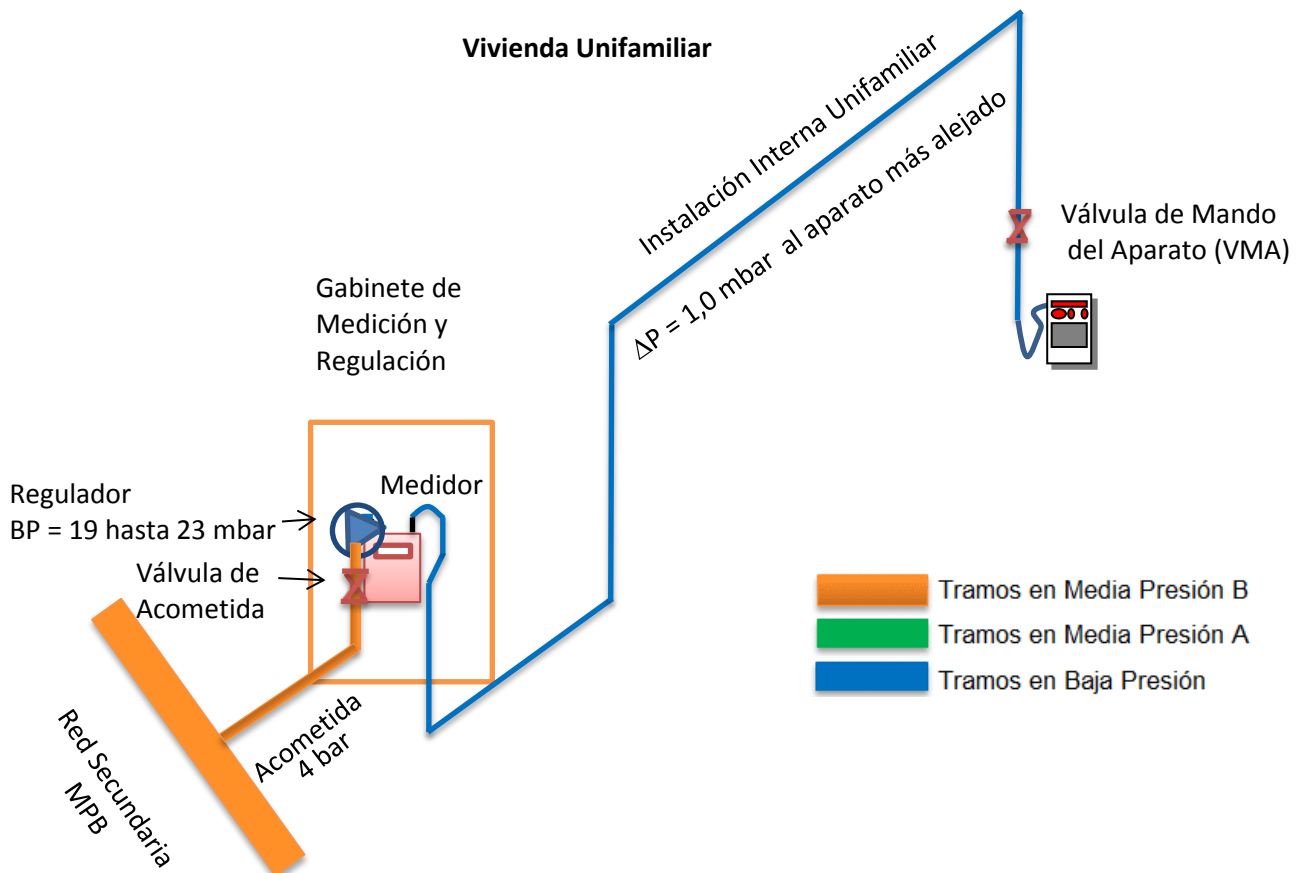 Vivienda Unifamiliar
Instalación Interna Unifamiliar
ΔP = 1,0 mbar al aparato más alejado
Válvula de Mando
del Aparato (VMA)
Gabinete de
Medición y
Regulación
Medidor
Regulador
BP = 19 hasta 23 mbar
Válvula de
Acometida
Acometida
4 bar
Red Secundaria
MPB
Tramos en Media Presión B
Tramos en Media Presión A
Tramos en Baja Presión